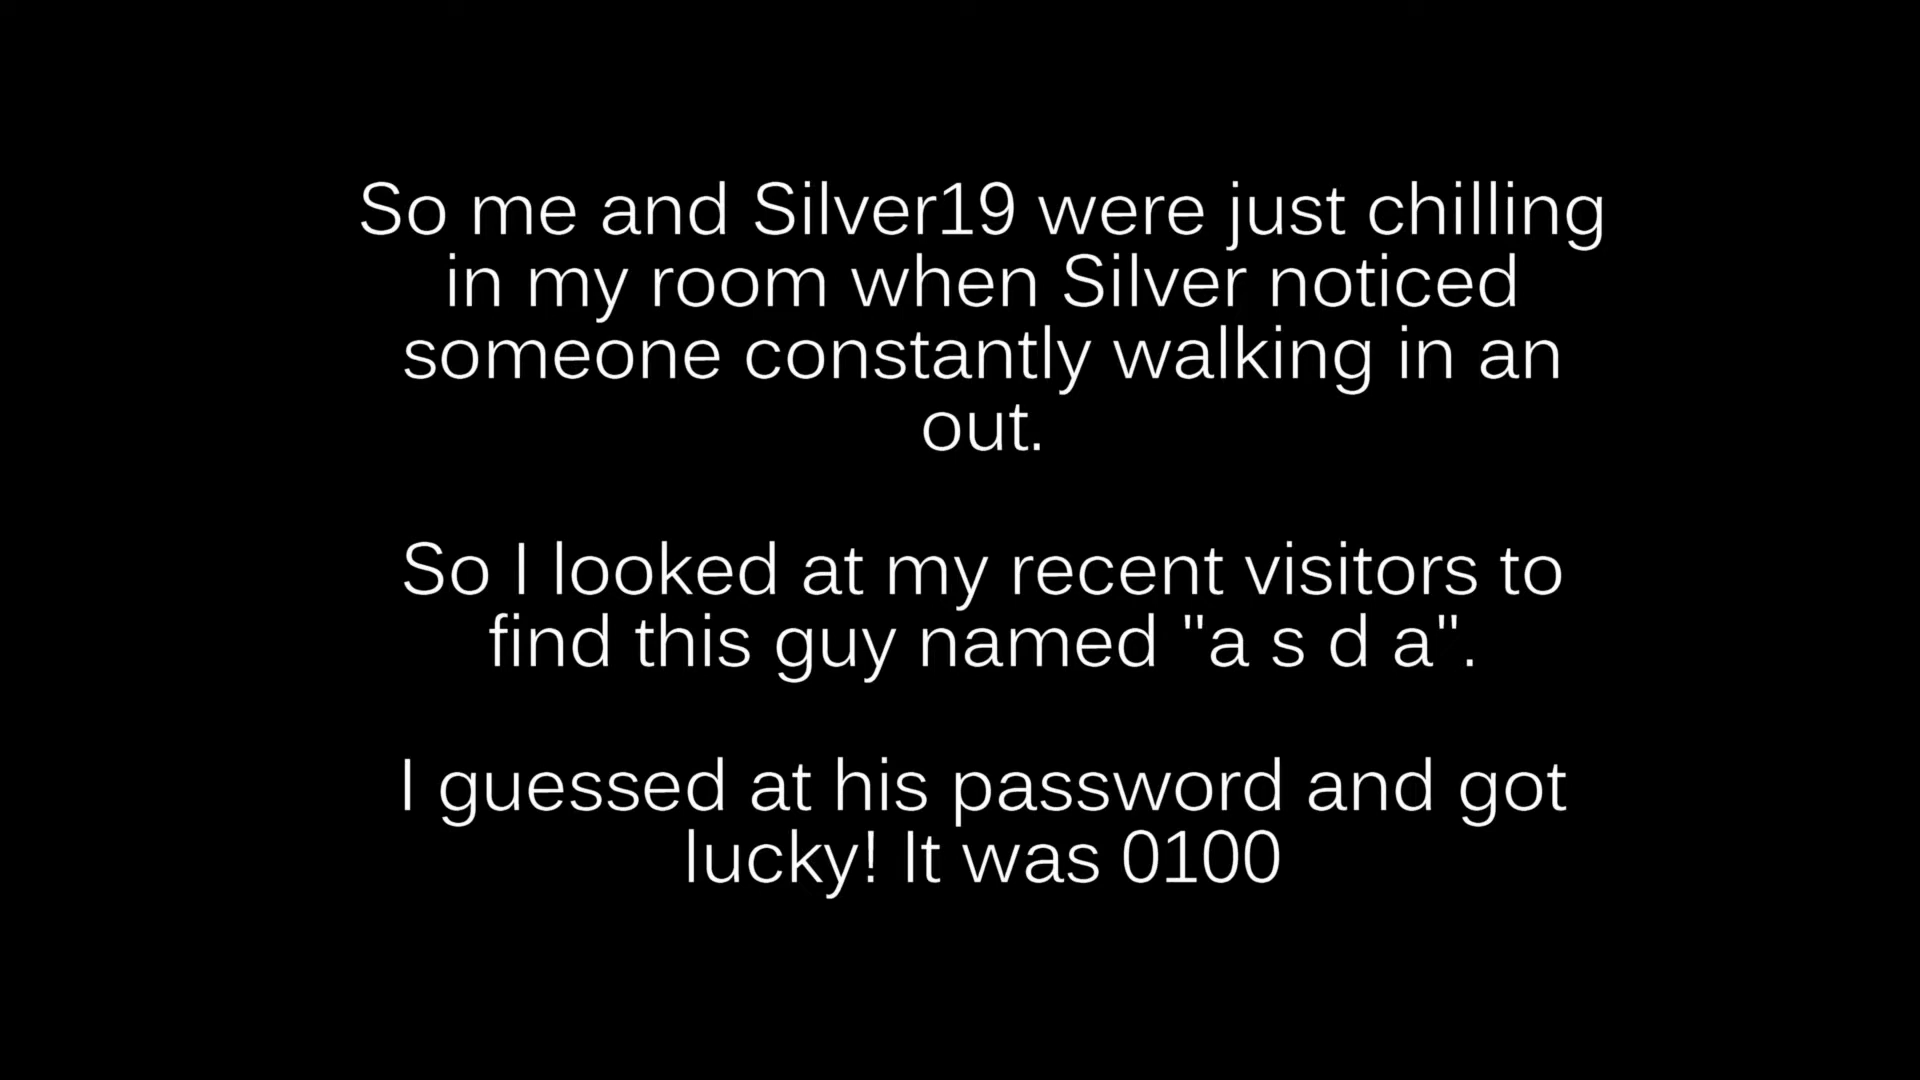 So me and Silver19 were just chilling
in my room when Silver noticed
someone constantly walking in an
out.
So I looked at my recent visitors to
find this guy named "a s d a".
I guessed at his password and got
lucky! It was 0100